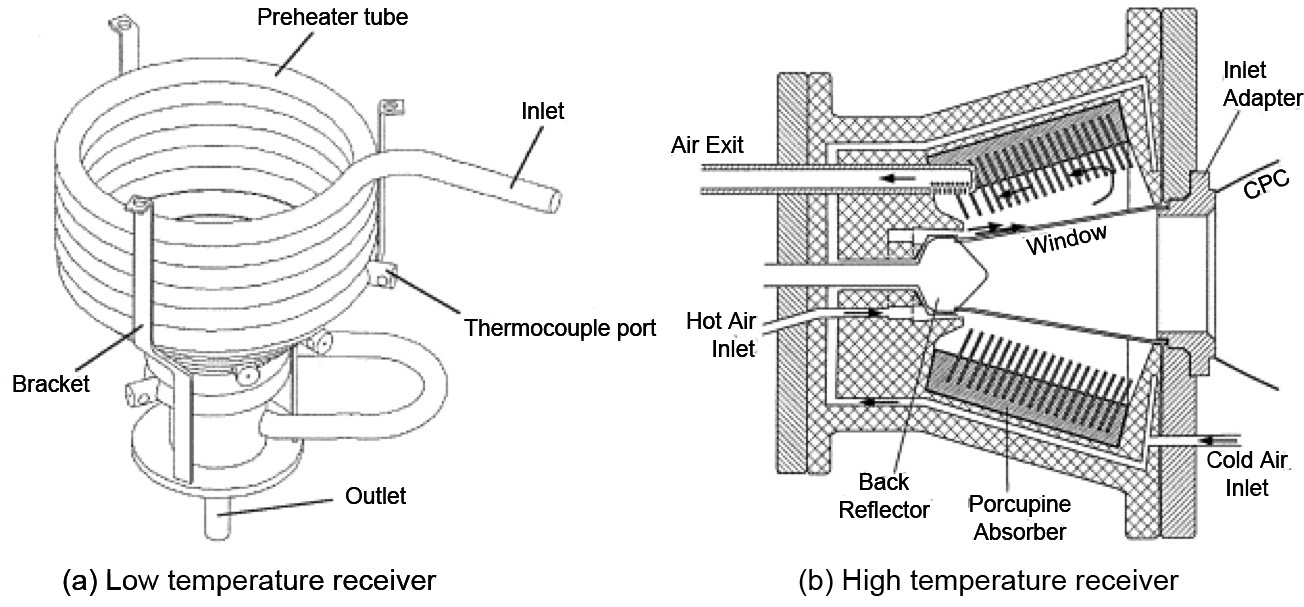 Preheater tube
Inlet
Thermocouple port
Bracket
Outlet
(a) Low temperature receiver
Inlet
Adapter
Air Exit
CPC
Window
Hot Air
Inlet
Back
Reflector
Porcupine
Absorber
Cold Air
Inlet
(b) High temperature receiver